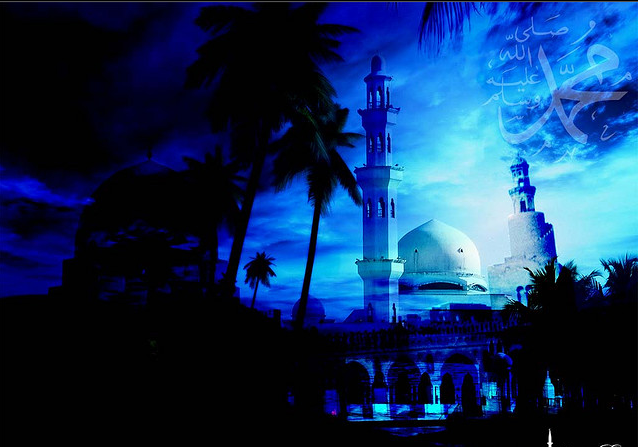 محمد
صلى
الله
عليه
وسلم